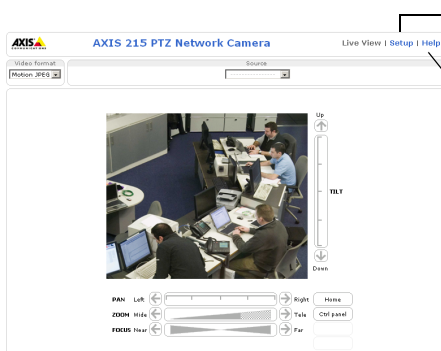 AXIS
COMMUNICATIONS
AXIS 215 PTZ Network Camera
Live View | Setup | Help
Video format
Source
Motion JPEG
Up
TILT
Down
PAN Left Right Home
ZOOM Wide Tele Ctrl panel
FOCUS Near Far